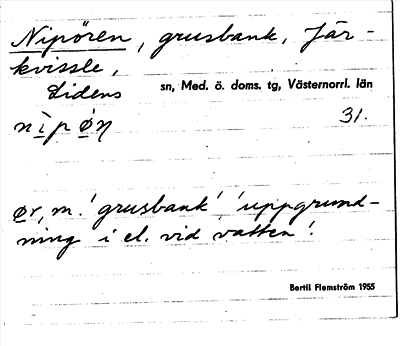 Nipören, grusbank, Jär-
kvissle,
Lidens sn, Med. ö. doms. tg, Västernorrl. län
nìpøn 31.
ør, m. 'grusbank', 'uppgrund-
ning i el. vid vatten'.
Bertil Flemström 1955